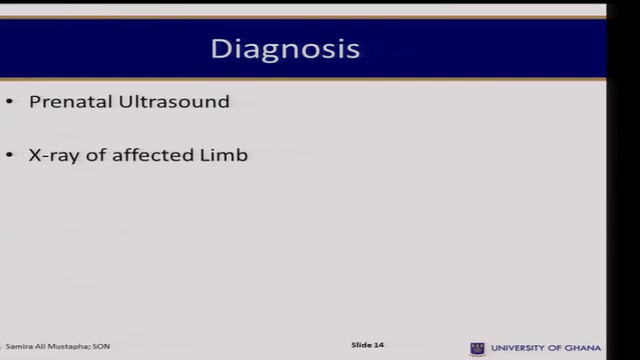 Diagnosis
• Prenatal Ultrasound
• X-ray of affected Limb
Samira Ali Mustapha; SON
Slide 14
UNIVERSITY OF GHANA